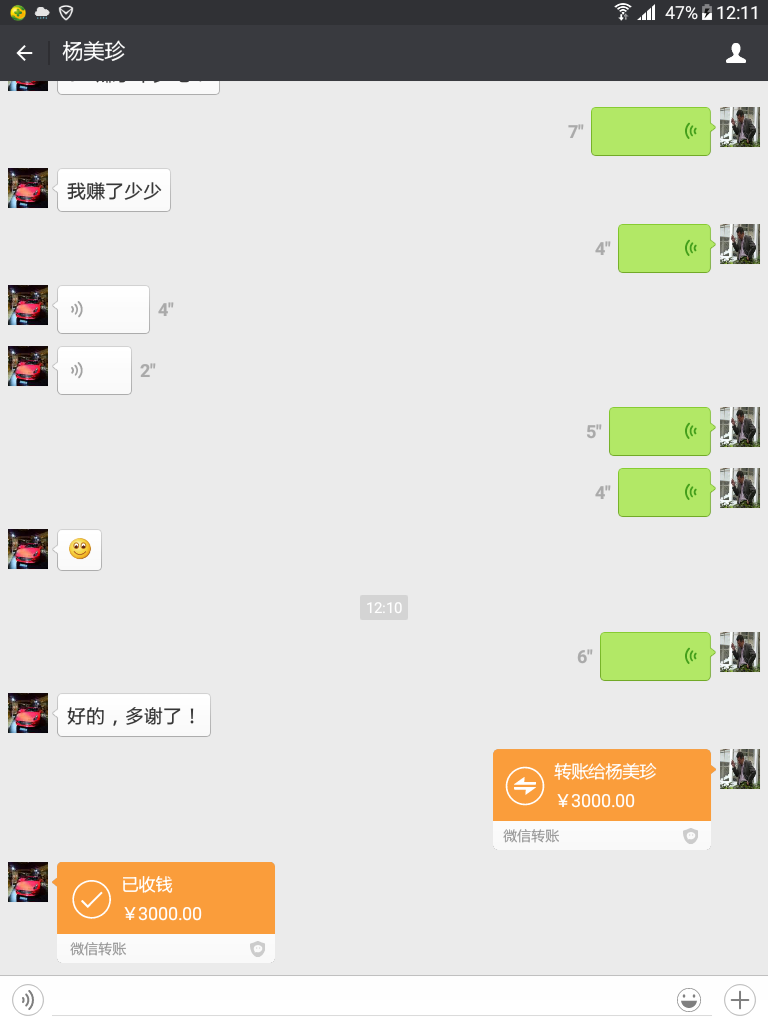 47% 12:11
杨美珍
7"
我赚了少少
4"
4"
2"
5"
4"
12:10
6"
好的，多谢了！
转账给杨美珍
￥3000.00
微信转账
已收钱
￥3000.00
微信转账